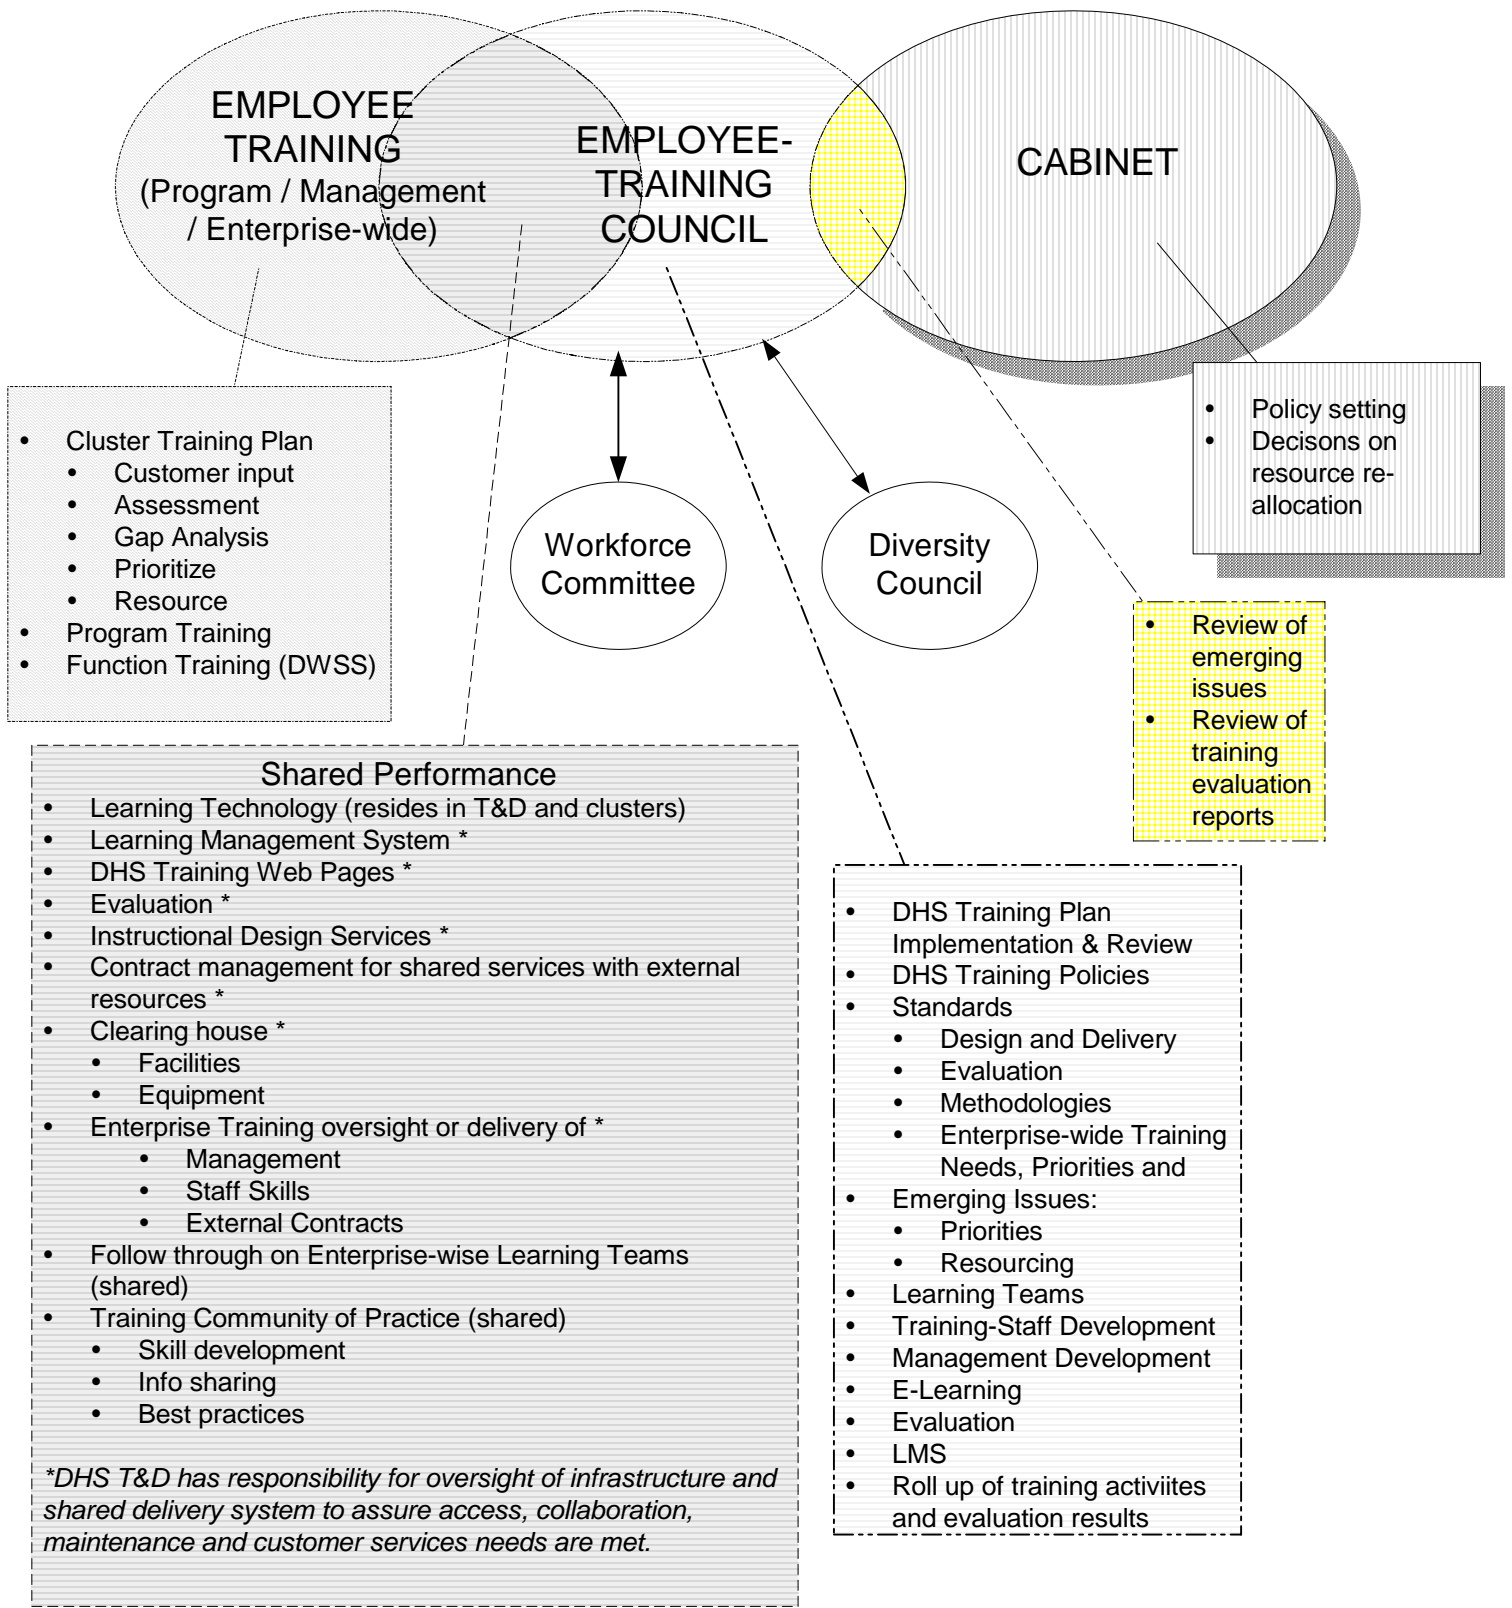 EMPLOYEE
TRAINING
(Program / Management
/ Enterprise-wide)
EMPLOYEE-
TRAINING
COUNCIL
CABINET
• Policy setting
• Decisons on
resource re-
allocation
• Cluster Training Plan
• Customer input
• Assessment
• Gap Analysis
• Prioritize
• Resource
• Program Training
• Function Training (DWSS)
Workforce
Committee
Diversity
Council
• Review of
emerging
issues
• Review of
training
evaluation
reports
Shared Performance
• Learning Technology (resides in T&D and clusters)
• Learning Management System *
• DHS Training Web Pages *
• Evaluation *
• Instructional Design Services *
• Contract management for shared services with external
resources *
• Clearing house *
• Facilities
• Equipment
• Enterprise Training oversight or delivery of *
• Management
• Staff Skills
• External Contracts
• Follow through on Enterprise-wise Learning Teams
(shared)
• Training Community of Practice (shared)
• Skill development
• Info sharing
• Best practices
*DHS T&D has responsibility for oversight of infrastructure and
shared delivery system to assure access, collaboration,
maintenance and customer services needs are met.
• DHS Training Plan
Implementation & Review
• DHS Training Policies
• Standards
• Design and Delivery
• Evaluation
• Methodologies
• Enterprise-wide Training
Needs, Priorities and
• Emerging Issues:
• Priorities
• Resourcing
• Learning Teams
• Training-Staff Development
• Management Development
• E-Learning
• Evaluation
• LMS
• Roll up of training activiites
and evaluation results